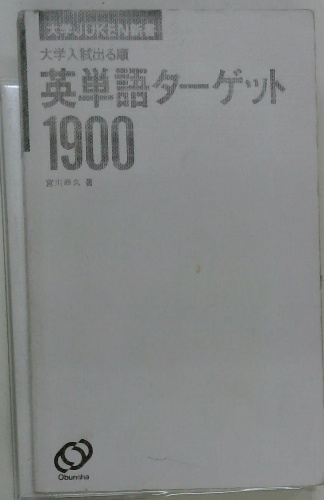 大学JUKEN新書
大学入試出る順
英単語ターゲット
1900
宮川幸久 著
Obunsha